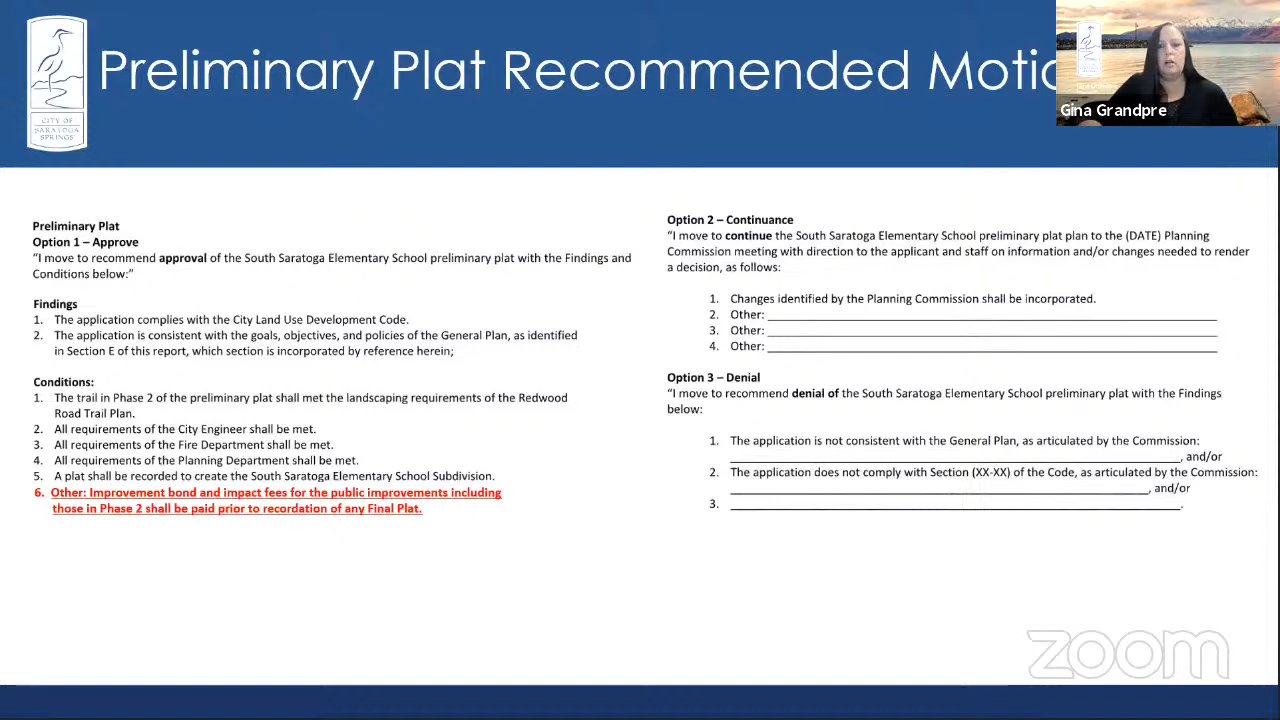 Preliminary Plat Recommended Motio
Gina Grandpre
CITY OF
SARATOGA
SPRINGS
Preliminary Plat
Option 1 – Approve
“I move to recommend approval of the South Saratoga Elementary School preliminary plat with the Findings and
Conditions below:”
Findings
1. The application complies with the City Land Use Development Code.
2. The application is consistent with the goals, objectives, and policies of the General Plan, as identified
in Section E of this report, which section is incorporated by reference herein;
Conditions:
1. The trail in Phase 2 of the preliminary plat shall met the landscaping requirements of the Redwood
Road Trail Plan.
2. All requirements of the City Engineer shall be met.
3. All requirements of the Fire Department shall be met.
4. All requirements of the Planning Department shall be met.
5. A plat shall be recorded to create the South Saratoga Elementary School Subdivision.
6. Other: Improvement bond and impact fees for the public improvements including
those in Phase 2 shall be paid prior to recordation of any Final Plat.
Option 2 – Continuance
“I move to continue the South Saratoga Elementary School preliminary plat plan to the (DATE) Planning
Commission meeting with direction to the applicant and staff on information and/or changes needed to render
a decision, as follows:
1. Changes identified by the Planning Commission shall be incorporated.
2. Other: ____
3. Other: ____
4. Other: ____
Option 3 – Denial
“I move to recommend denial of the South Saratoga Elementary School preliminary plat with the Findings
below:
1. The application is not consistent with the General Plan, as articulated by the Commission:
____, and/or
2. The application does not comply with Section (XX-XX) of the Code, as articulated by the Commission:
____, and/or
3. ____.
zoom